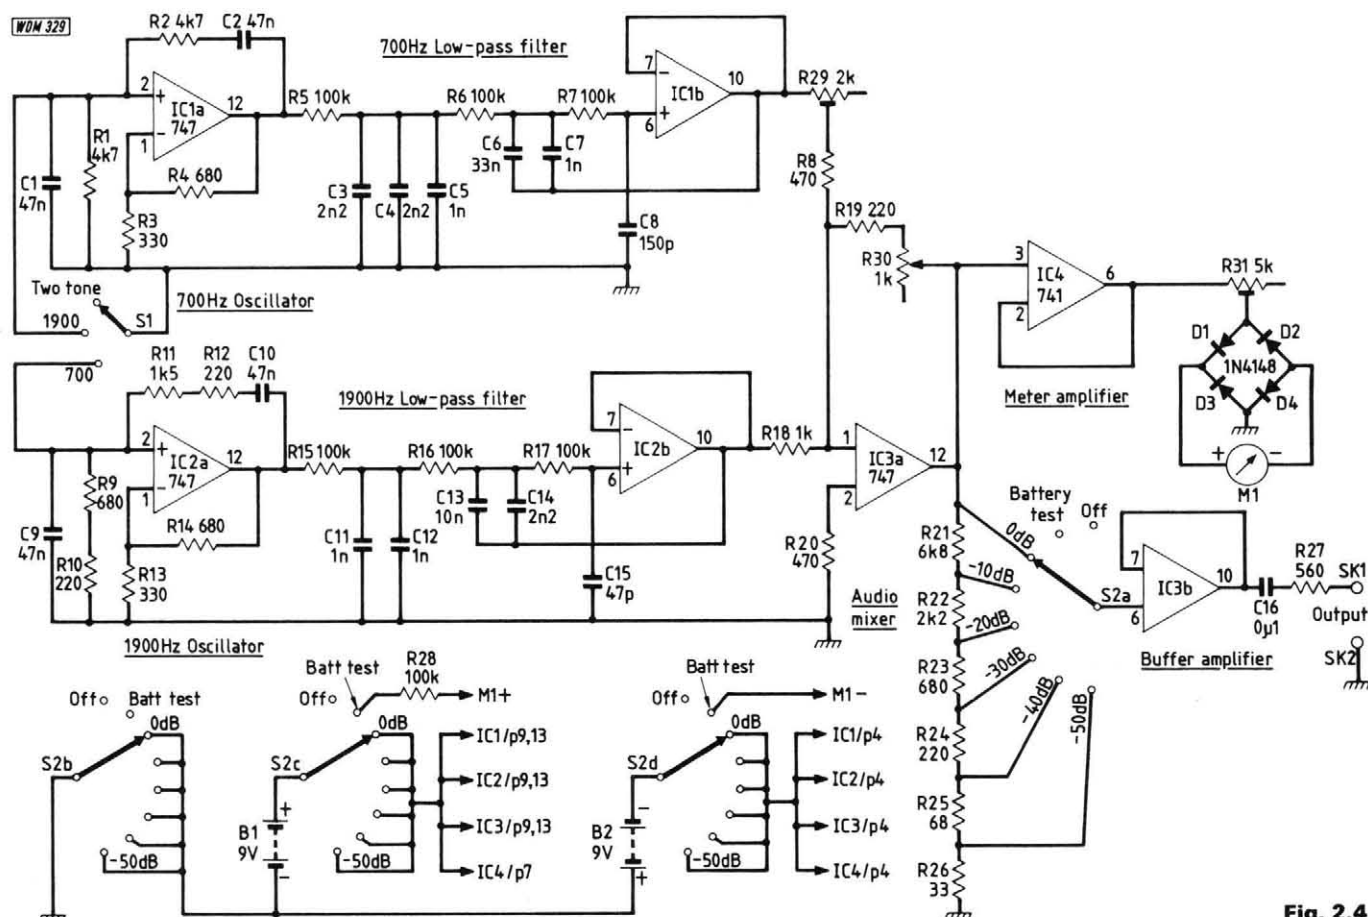 WDM 329
R2 4k7
C2 47n
700Hz Low-pass filter
2
+
IC1a
747
12
−
1
R1
4k7
C1
47n
R4 680
R3
330
R5 100k
R6 100k
R7 100k
C3
2n2
C4
2n2
C5
1n
C6
33n
C7
1n
C8
150p
7
−
IC1b
10
+
6
R29 2k
R8
470
R19 220
R30
1k
3
IC4
741
6
2
R31 5k
D1
D2
1N4148
D3
D4
+
−
M1
Meter amplifier
Two tone
1900
S1
700Hz Oscillator
700
R11
1k5
R12
220
C10
47n
1900Hz Low-pass filter
2
+
IC2a
747
12
−
1
R9
680
C9
47n
R10
220
R14 680
R13
330
R15 100k
R16 100k
R17 100k
C11
1n
C12
1n
C13
10n
C14
2n2
C15
47p
7
−
IC2b
10
+
6
R18 1k
1
IC3a
747
12
2
R20
470
Audio
mixer
1900Hz Oscillator
R21
6k8
R22
2k2
R23
680
R24
220
R25
68
R26
33
Battery
test
Off
0dB
-10dB
-20dB
-30dB
-40dB
-50dB
S2a
7
IC3b
10
6
C16
0µ1
R27
560
SK1
Output
SK2
Buffer amplifier
Off
Batt test
0dB
S2b
-50dB
Batt test
R28
100k
M1+
Off
0dB
S2c
+
B1
9V
−
-50dB
IC1/p9,13
IC2/p9,13
IC3/p9,13
IC4/p7
Batt test
M1−
Off
0dB
S2d
−
B2
9V
+
-50dB
IC1/p4
IC2/p4
IC3/p4
IC4/p4
Fig. 2.4